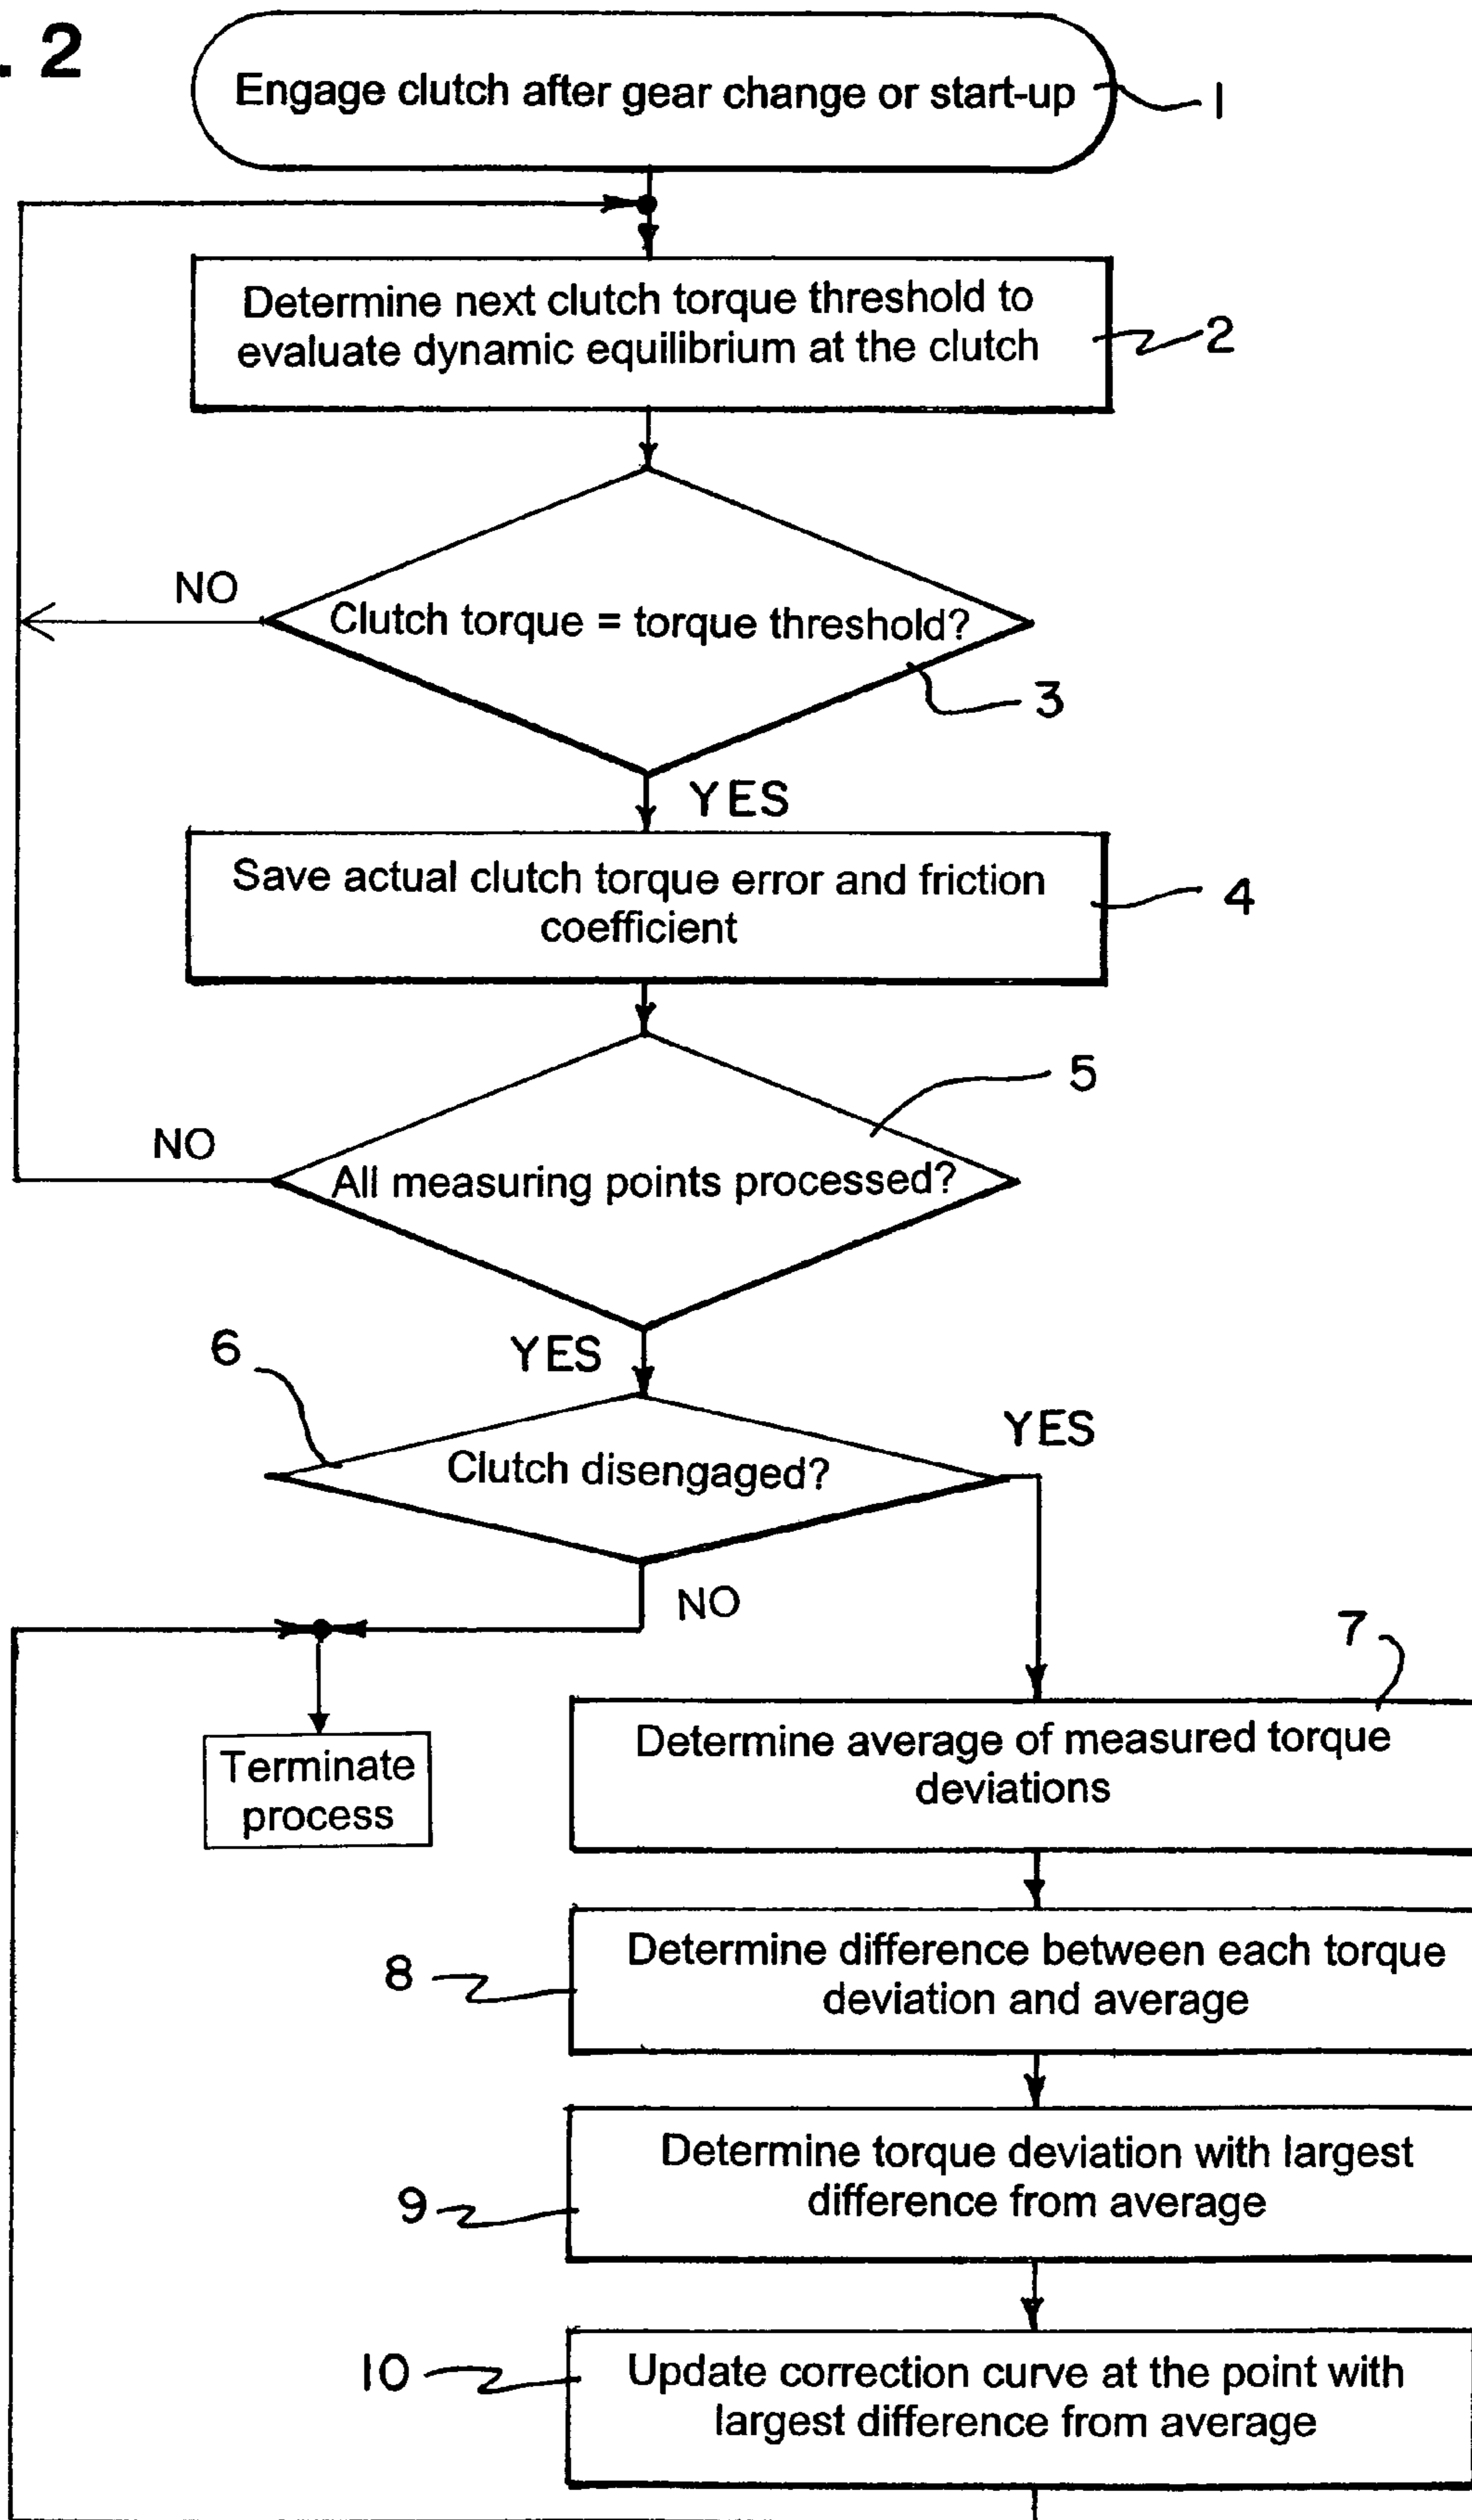 . 2
Engage clutch after gear change or start-up
1
Determine next clutch torque threshold to
evaluate dynamic equilibrium at the clutch
2
NO
Clutch torque = torque threshold?
3
YES
Save actual clutch torque error and friction
coefficient
4
5
NO
All measuring points processed?
6
YES
YES
Clutch disengaged?
NO
7
Terminate
process
Determine average of measured torque
deviations
8
Determine difference between each torque
deviation and average
9
Determine torque deviation with largest
difference from average
10
Update correction curve at the point with
largest difference from average